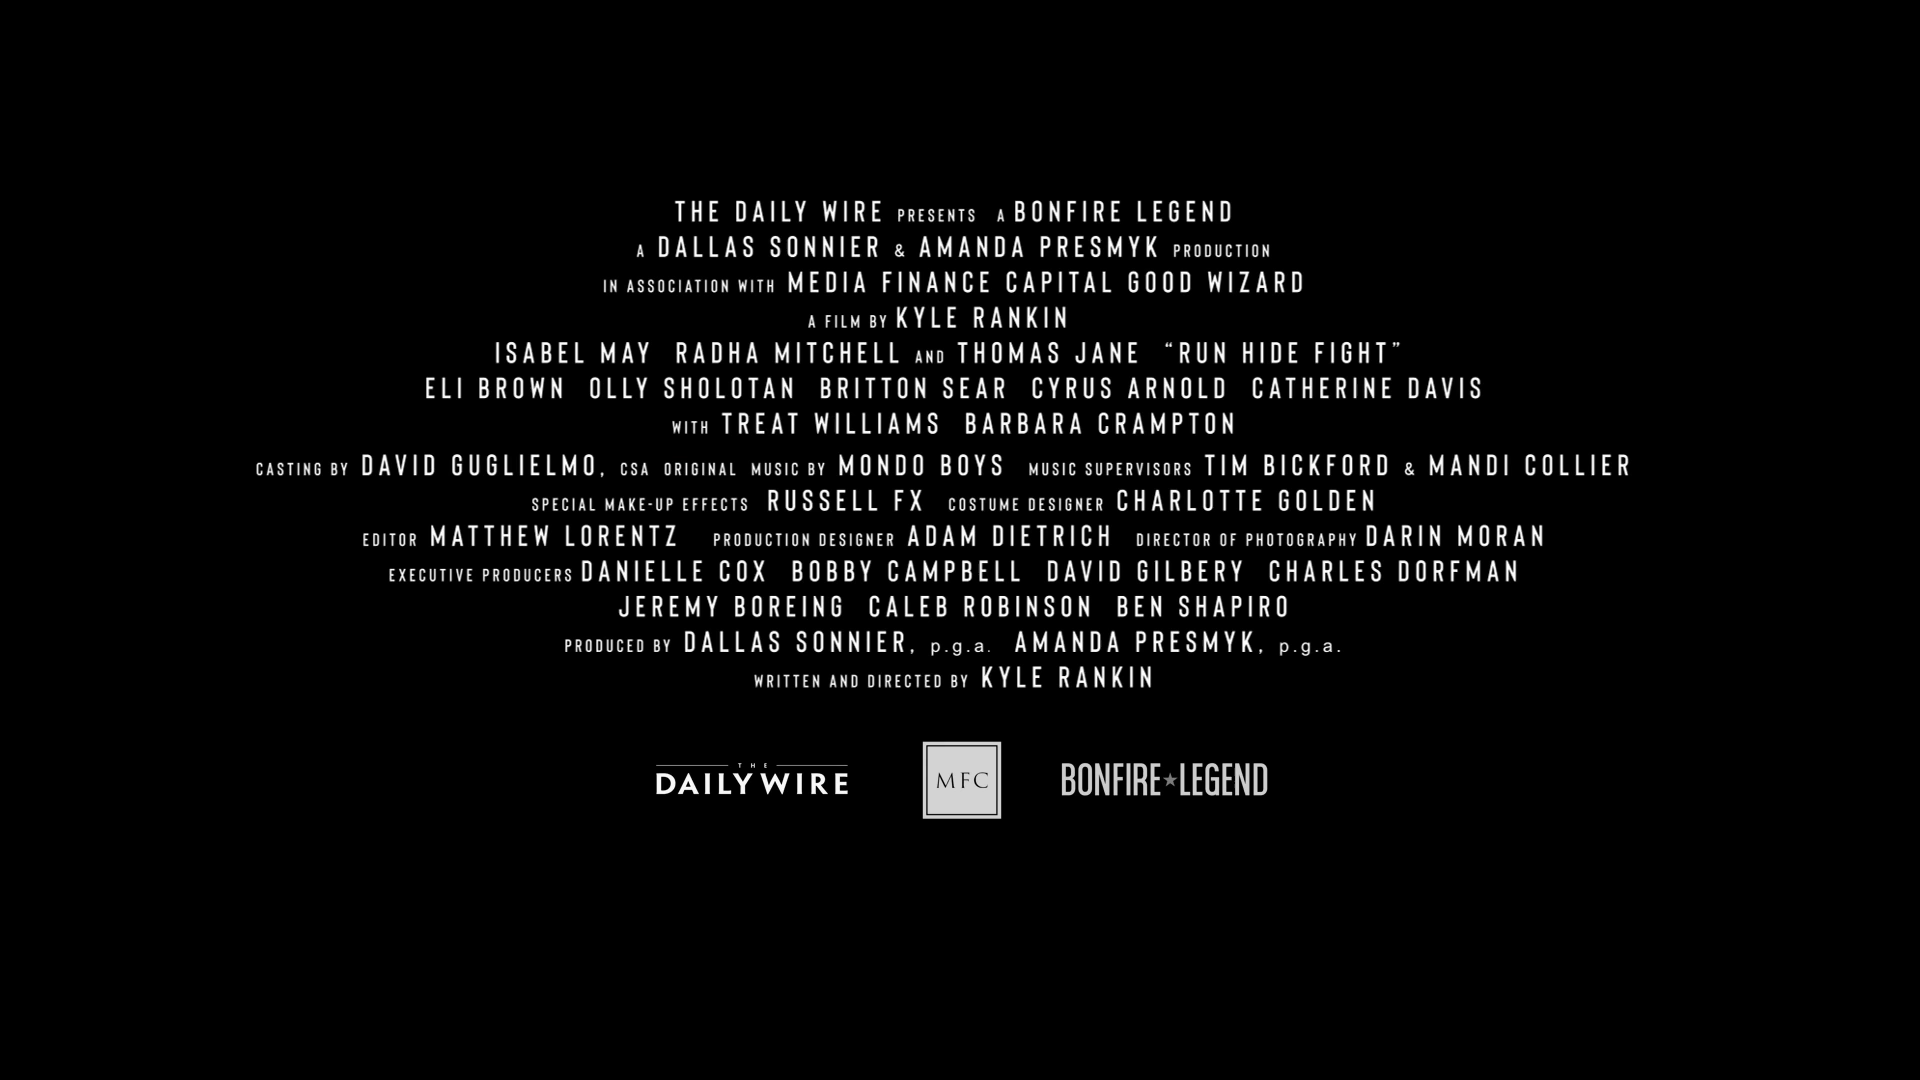 THE DAILY WIRE PRESENTS A BONFIRE LEGEND
A DALLAS SONNIER & AMANDA PRESMYK PRODUCTION
IN ASSOCIATION WITH MEDIA FINANCE CAPITAL GOOD WIZARD
A FILM BY KYLE RANKIN
ISABEL MAY RADHA MITCHELL AND THOMAS JANE “RUN HIDE FIGHT”
ELI BROWN OLLY SHOLOTAN BRITTON SEAR CYRUS ARNOLD CATHERINE DAVIS
WITH TREAT WILLIAMS BARBARA CRAMPTON
CASTING BY DAVID GUGLIELMO, CSA ORIGINAL MUSIC BY MONDO BOYS MUSIC SUPERVISORS TIM BICKFORD & MANDI COLLIER
SPECIAL MAKE-UP EFFECTS RUSSELL FX COSTUME DESIGNER CHARLOTTE GOLDEN
EDITOR MATTHEW LORENTZ PRODUCTION DESIGNER ADAM DIETRICH DIRECTOR OF PHOTOGRAPHY DARIN MORAN
EXECUTIVE PRODUCERS DANIELLE COX BOBBY CAMPBELL DAVID GILBERY CHARLES DORFMAN
JEREMY BOREING CALEB ROBINSON BEN SHAPIRO
PRODUCED BY DALLAS SONNIER, p.g.a. AMANDA PRESMYK, p.g.a.
WRITTEN AND DIRECTED BY KYLE RANKIN
THE
DAILY WIRE
MFC
BONFIRE★LEGEND